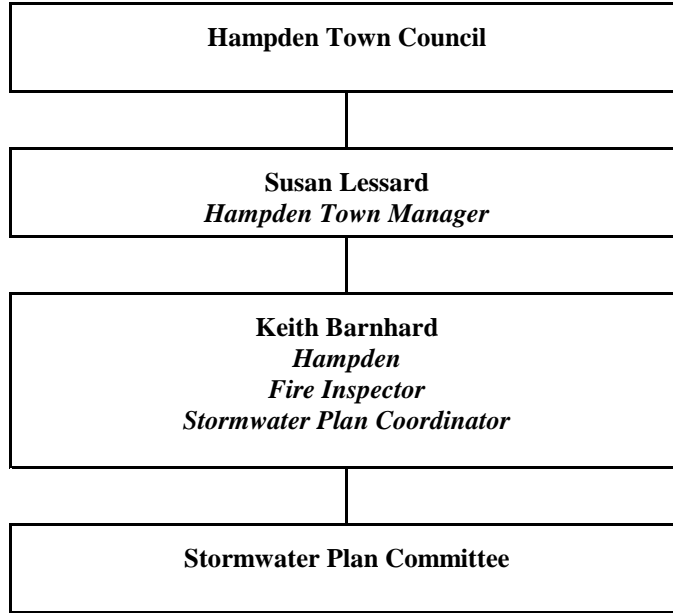 Hampden Town Council
Susan Lessard
Hampden Town Manager
Keith Barnhard
Hampden
Fire Inspector
Stormwater Plan Coordinator
Stormwater Plan Committee